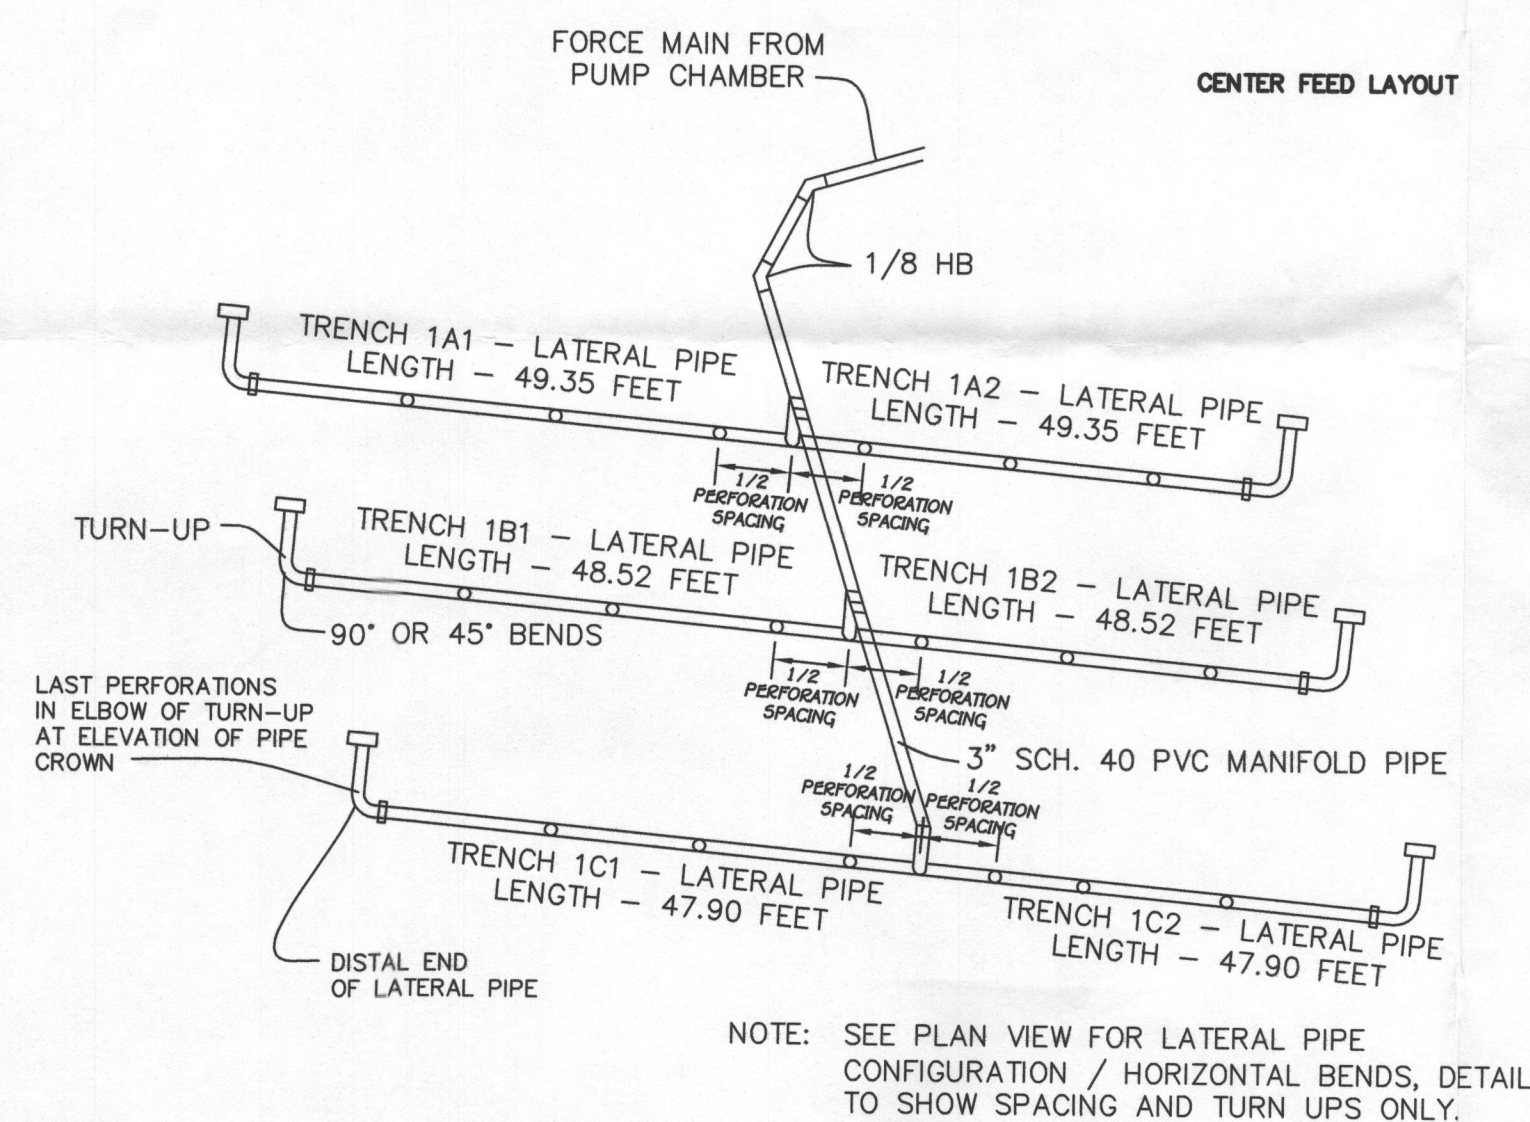 FORCE MAIN FROM
PUMP CHAMBER
CENTER FEED LAYOUT
1/8 HB
TRENCH 1A1 – LATERAL PIPE
LENGTH – 49.35 FEET
TRENCH 1A2 – LATERAL PIPE
LENGTH – 49.35 FEET
1/2
PERFORATION
SPACING
1/2
PERFORATION
SPACING
TURN–UP
TRENCH 1B1 – LATERAL PIPE
LENGTH – 48.52 FEET
TRENCH 1B2 – LATERAL PIPE
LENGTH – 48.52 FEET
90° OR 45° BENDS
1/2
PERFORATION
SPACING
1/2
PERFORATION
SPACING
LAST PERFORATIONS
IN ELBOW OF TURN–UP
AT ELEVATION OF PIPE
CROWN
3" SCH. 40 PVC MANIFOLD PIPE
1/2
PERFORATION
SPACING
1/2
PERFORATION
SPACING
TRENCH 1C1 – LATERAL PIPE
LENGTH – 47.90 FEET
TRENCH 1C2 – LATERAL PIPE
LENGTH – 47.90 FEET
DISTAL END
OF LATERAL PIPE
NOTE: SEE PLAN VIEW FOR LATERAL PIPE
CONFIGURATION / HORIZONTAL BENDS, DETAIL
TO SHOW SPACING AND TURN UPS ONLY.